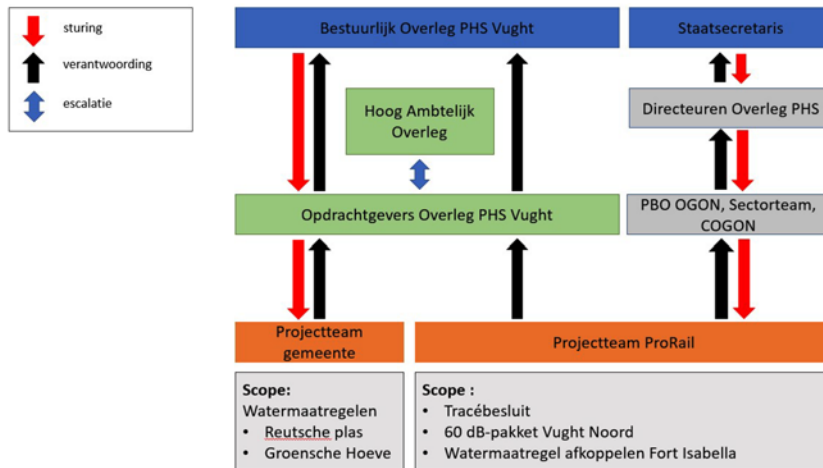 sturing
verantwoording
escalatie
Bestuurlijk Overleg PHS Vught
Staatsecretaris
Hoog Ambtelijk
Overleg
Directeuren Overleg PHS
Opdrachtgevers Overleg PHS Vught
PBO OGON, Sectorteam,
COGON
Projectteam
gemeente
Projectteam ProRail
Scope:
Watermaatregelen
• Reutsche plas
• Groensche Hoeve
Scope :
• Tracébesluit
• 60 dB-pakket Vught Noord
• Watermaatregel afkoppelen Fort Isabella